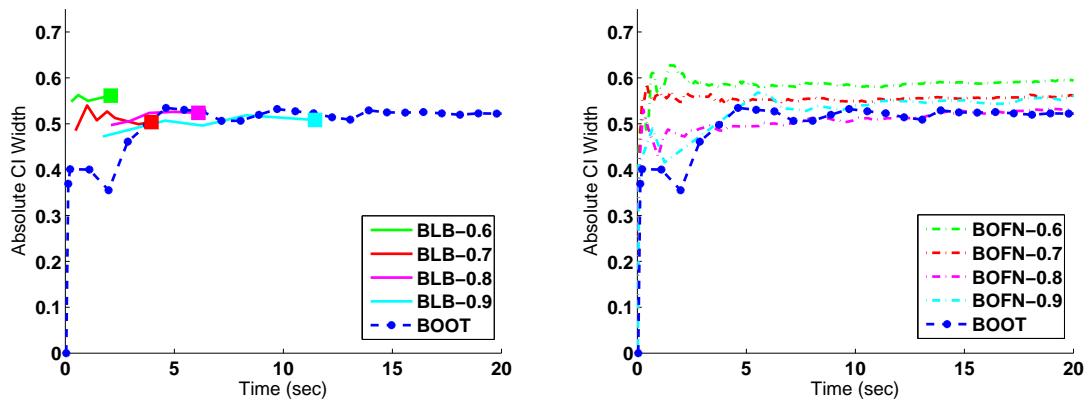 0.7
0.6
0.5
0.4
0.3
0.2
0.1
0
Absolute CI Width
0 5 10 15 20
Time (sec)
BLB−0.6
BLB−0.7
BLB−0.8
BLB−0.9
BOOT
0.7
0.6
0.5
0.4
0.3
0.2
0.1
0
Absolute CI Width
0 5 10 15 20
Time (sec)
BOFN−0.6
BOFN−0.7
BOFN−0.8
BOFN−0.9
BOOT